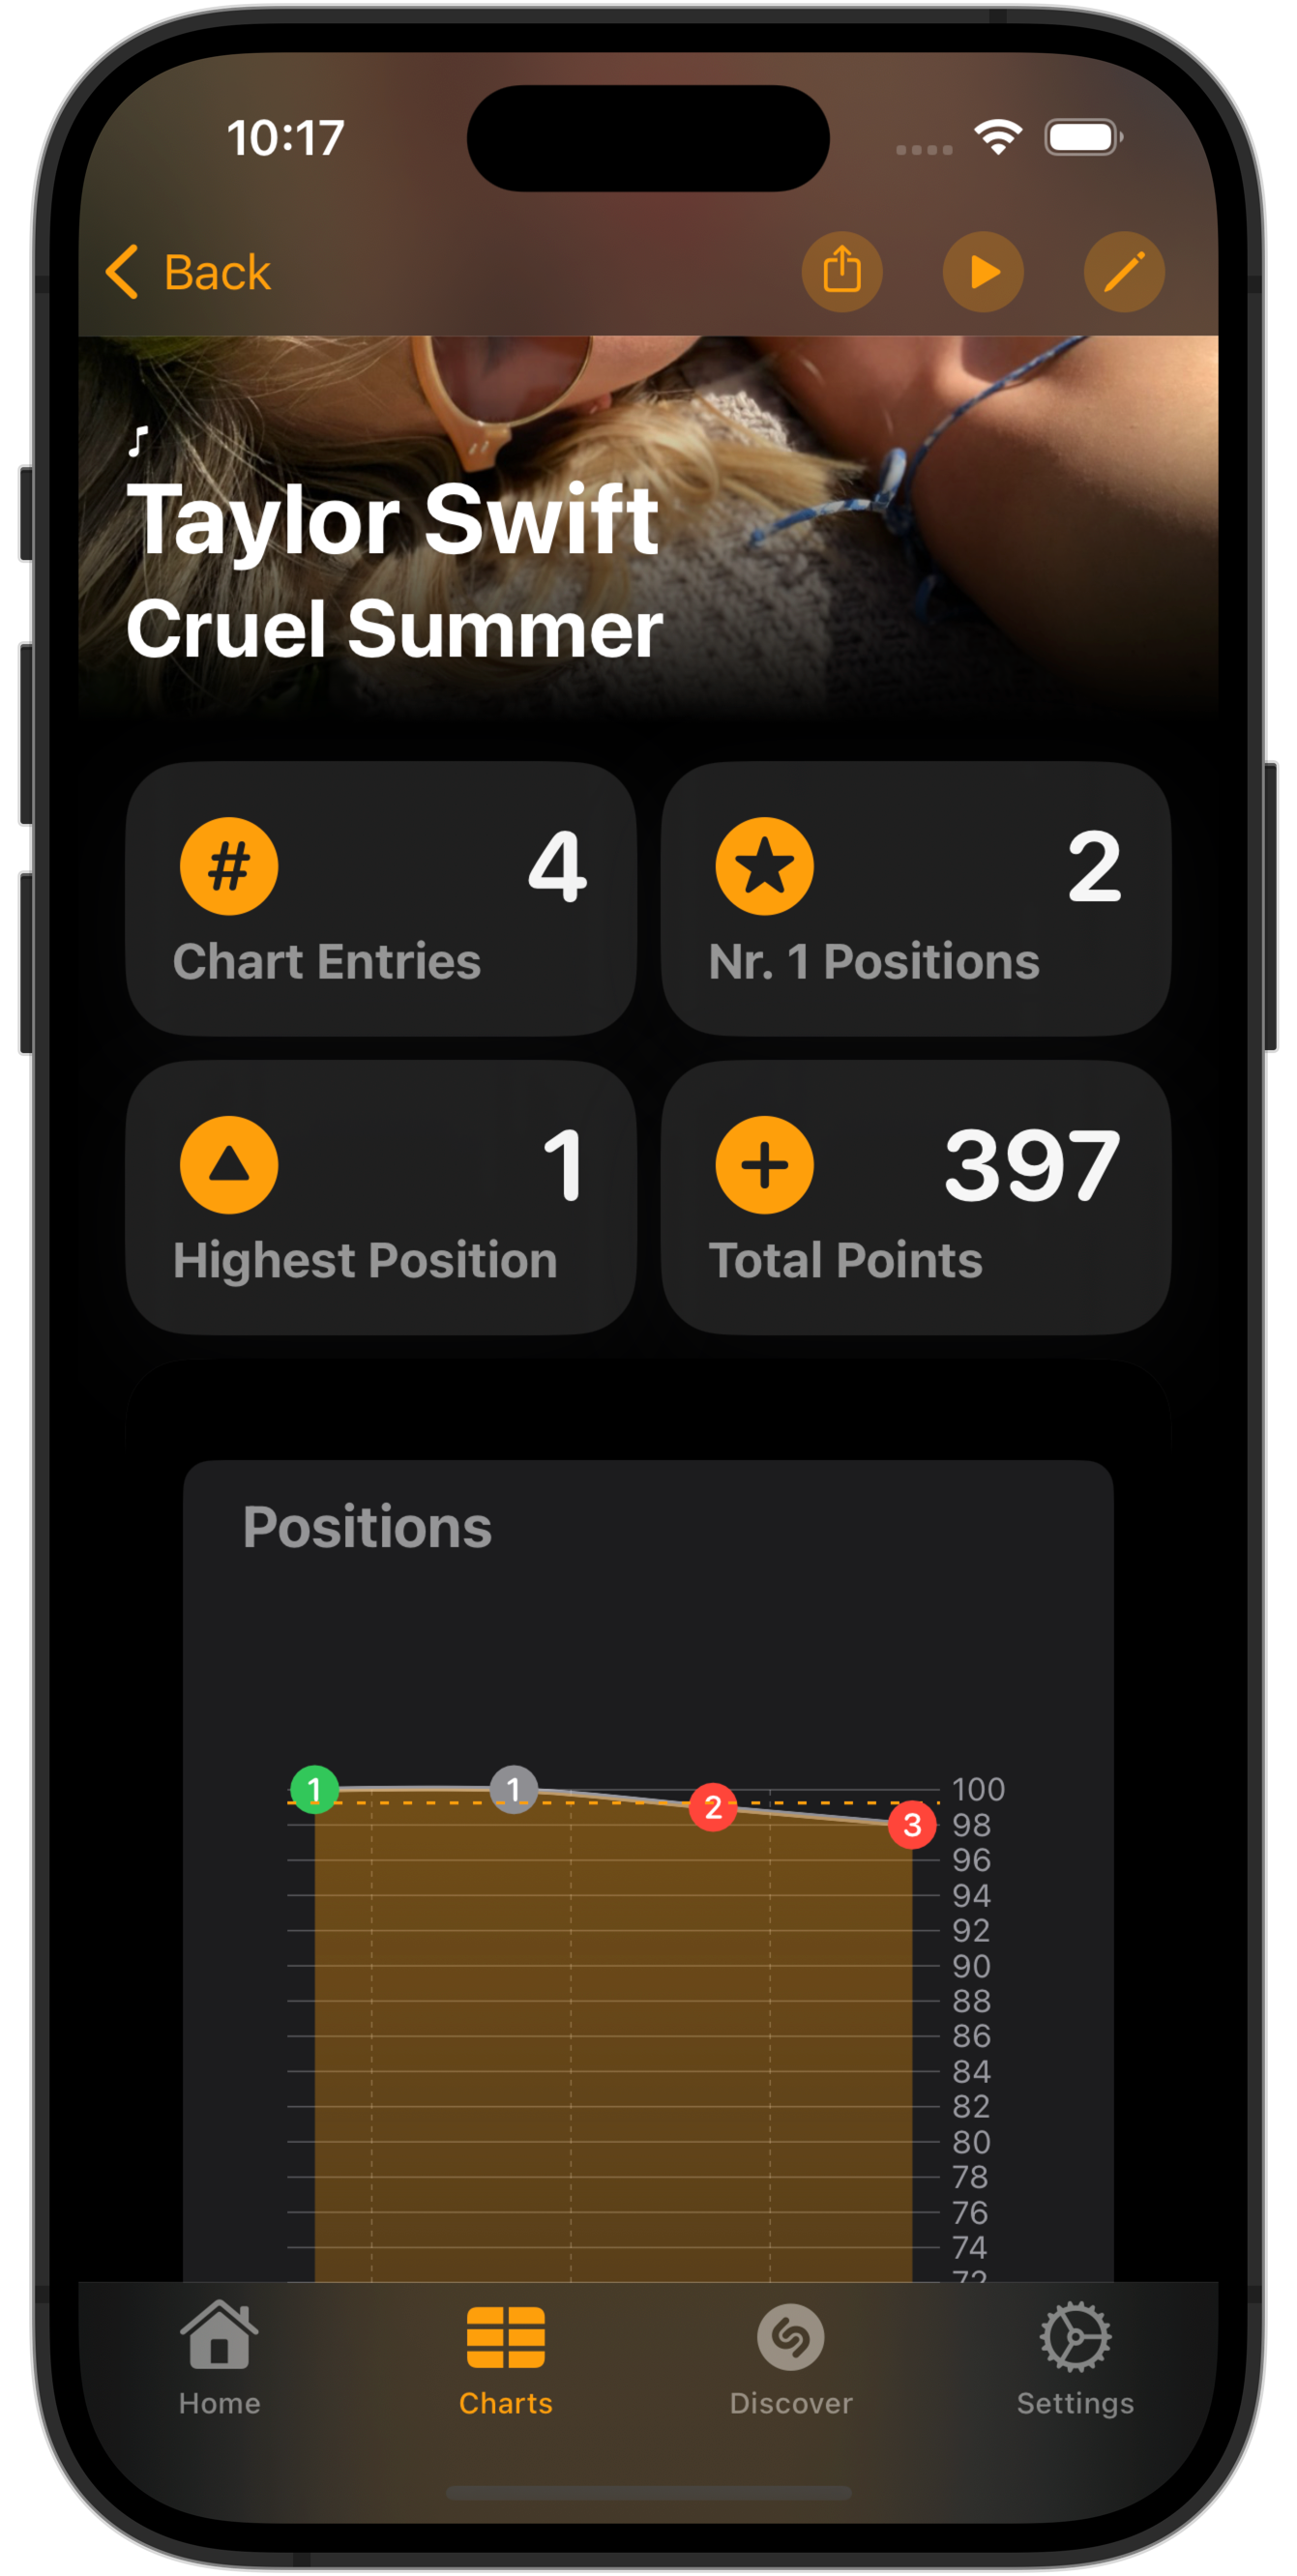 10:17
Back
Taylor Swift
Cruel Summer
4
Chart Entries
2
Nr. 1 Positions
1
Highest Position
397
Total Points
Positions
1
1
2
3
100
98
96
94
92
90
88
86
84
82
80
78
76
74
72
Home
Charts
Discover
Settings